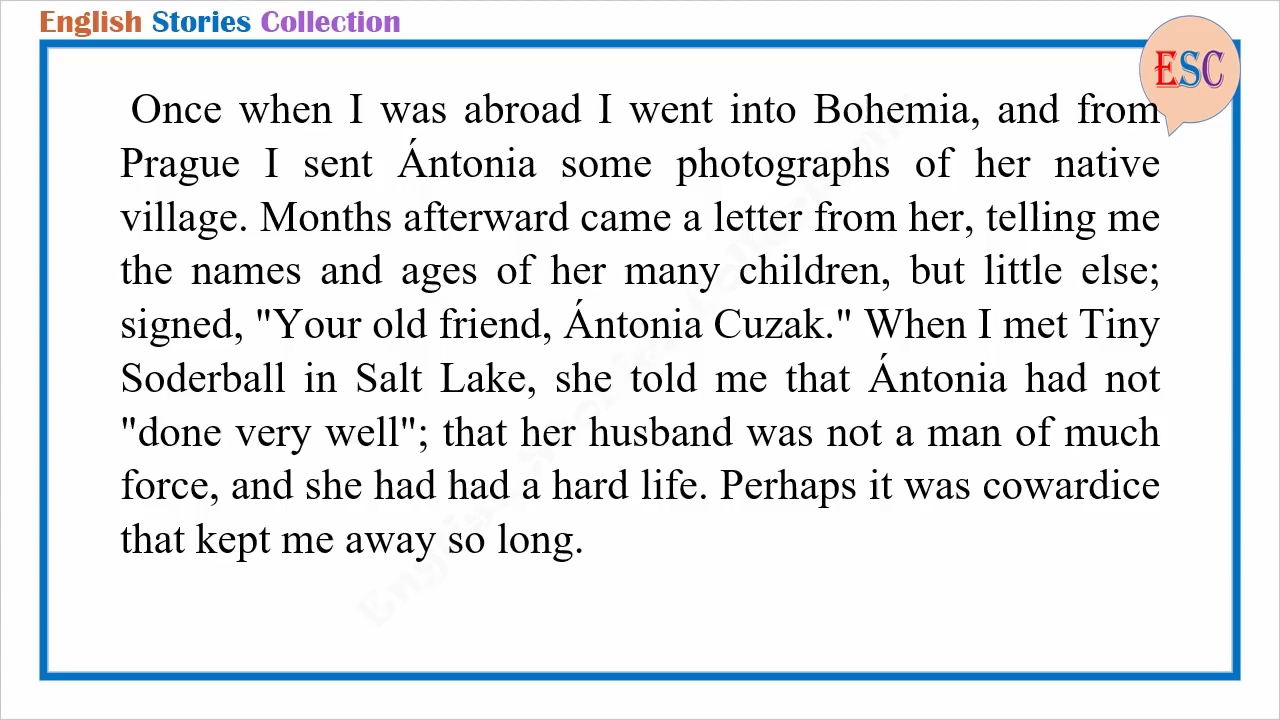 English Stories Collection
ESC
Once when I was abroad I went into Bohemia, and from
Prague I sent Ántonia some photographs of her native
village. Months afterward came a letter from her, telling me
the names and ages of her many children, but little else;
signed, "Your old friend, Ántonia Cuzak." When I met Tiny
Soderball in Salt Lake, she told me that Ántonia had not
"done very well"; that her husband was not a man of much
force, and she had had a hard life. Perhaps it was cowardice
that kept me away so long.